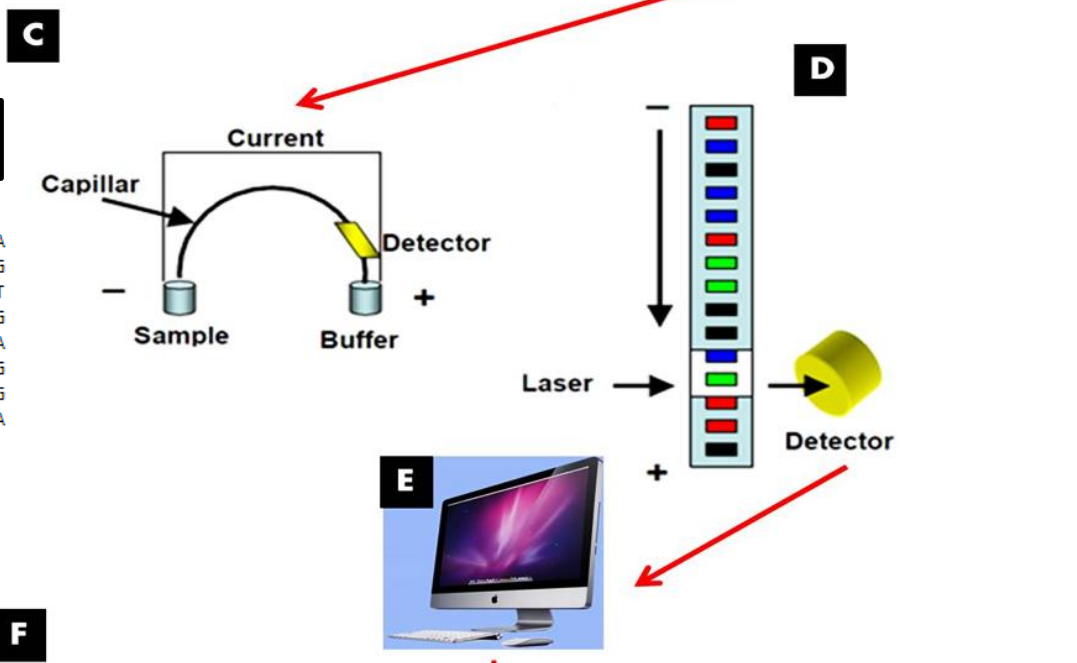 C
D
Current
Capillar
Detector
A
G
T
G
A
G
G
A
–
+
Sample
Buffer
–
Laser
Detector
+
E
F